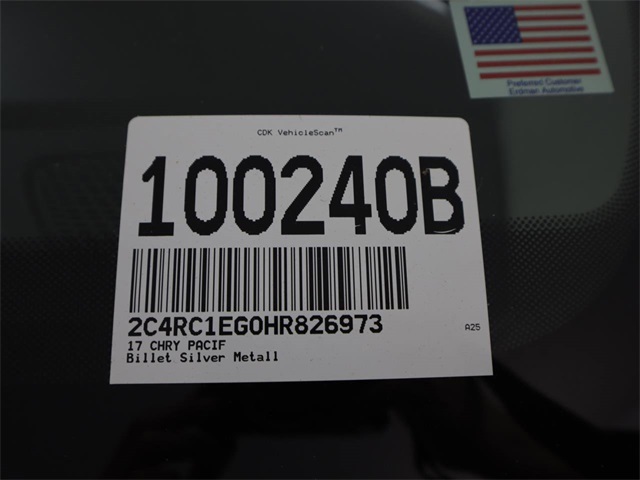 Preferred Customer
Erdman Automotive
CDK VehicleScan™
100240B
2C4RC1EG0HR826973
A25
17 CHRY PACIF
Billet Silver Metall